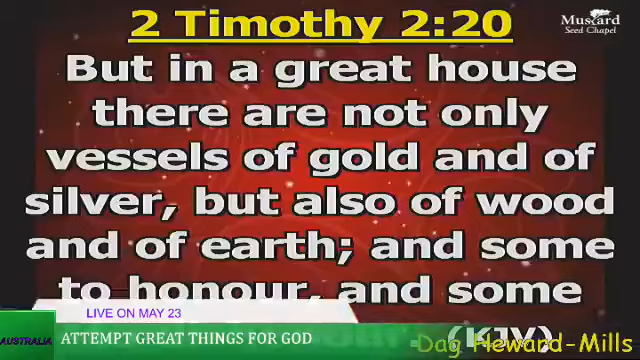 2 Timothy 2:20
Mustard
Seed Chapel
But in a great house
there are not only
vessels of gold and of
silver, but also of wood
and of earth; and some
to honour, and some
LIVE ON MAY 23
(KJV)
AUSTRALIA
ATTEMPT GREAT THINGS FOR GOD
Dag Heward-Mills